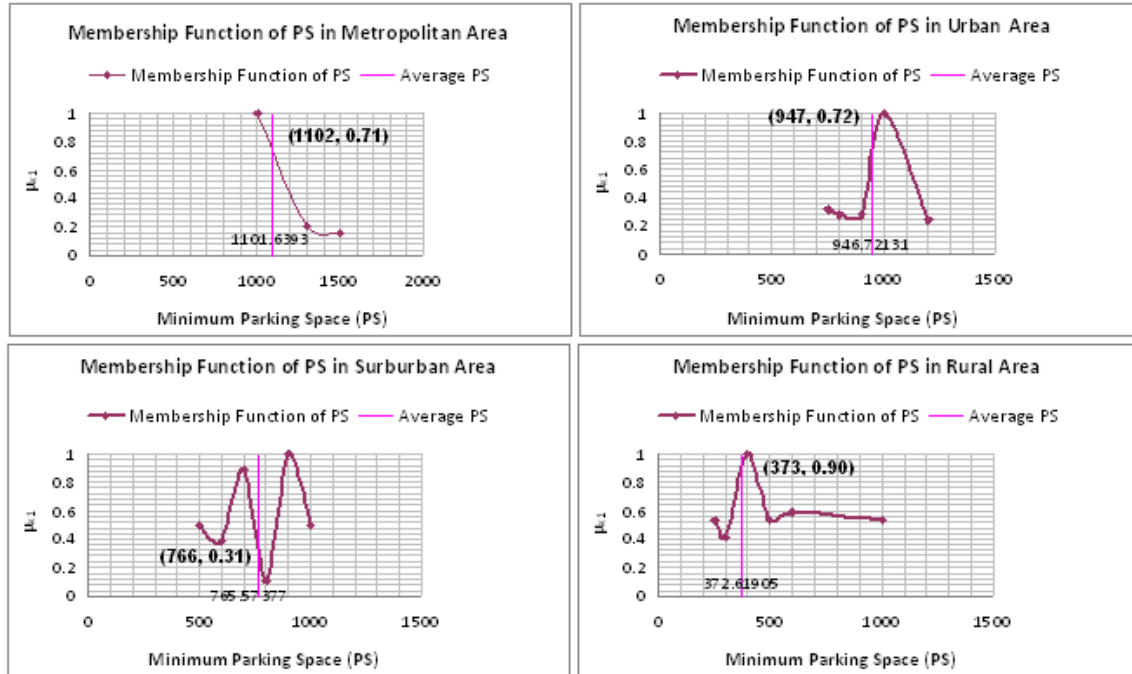 Membership Function of PS in Metropolitan Area
Membership Function of PS Average PS
1
0.8
0.6
0.4
0.2
0
(1102, 0.71)
1101.6393
μk1
0 500 1000 1500 2000
Minimum Parking Space (PS)
Membership Function of PS in Urban Area
Membership Function of PS Average PS
1
0.8
0.6
0.4
0.2
0
(947, 0.72)
946.72131
μk1
0 500 1000 1500
Minimum Parking Space (PS)
Membership Function of PS in Surburban Area
Membership Function of PS Average PS
1
0.8
0.6
0.4
0.2
0
(766, 0.31)
765.57377
μk1
0 500 1000 1500
Minimum Parking Space (PS)
Membership Function of PS in Rural Area
Membership Function of PS Average PS
1
0.8
0.6
0.4
0.2
0
(373, 0.90)
372.61905
μk1
0 500 1000 1500
Minimum Parking Space (PS)